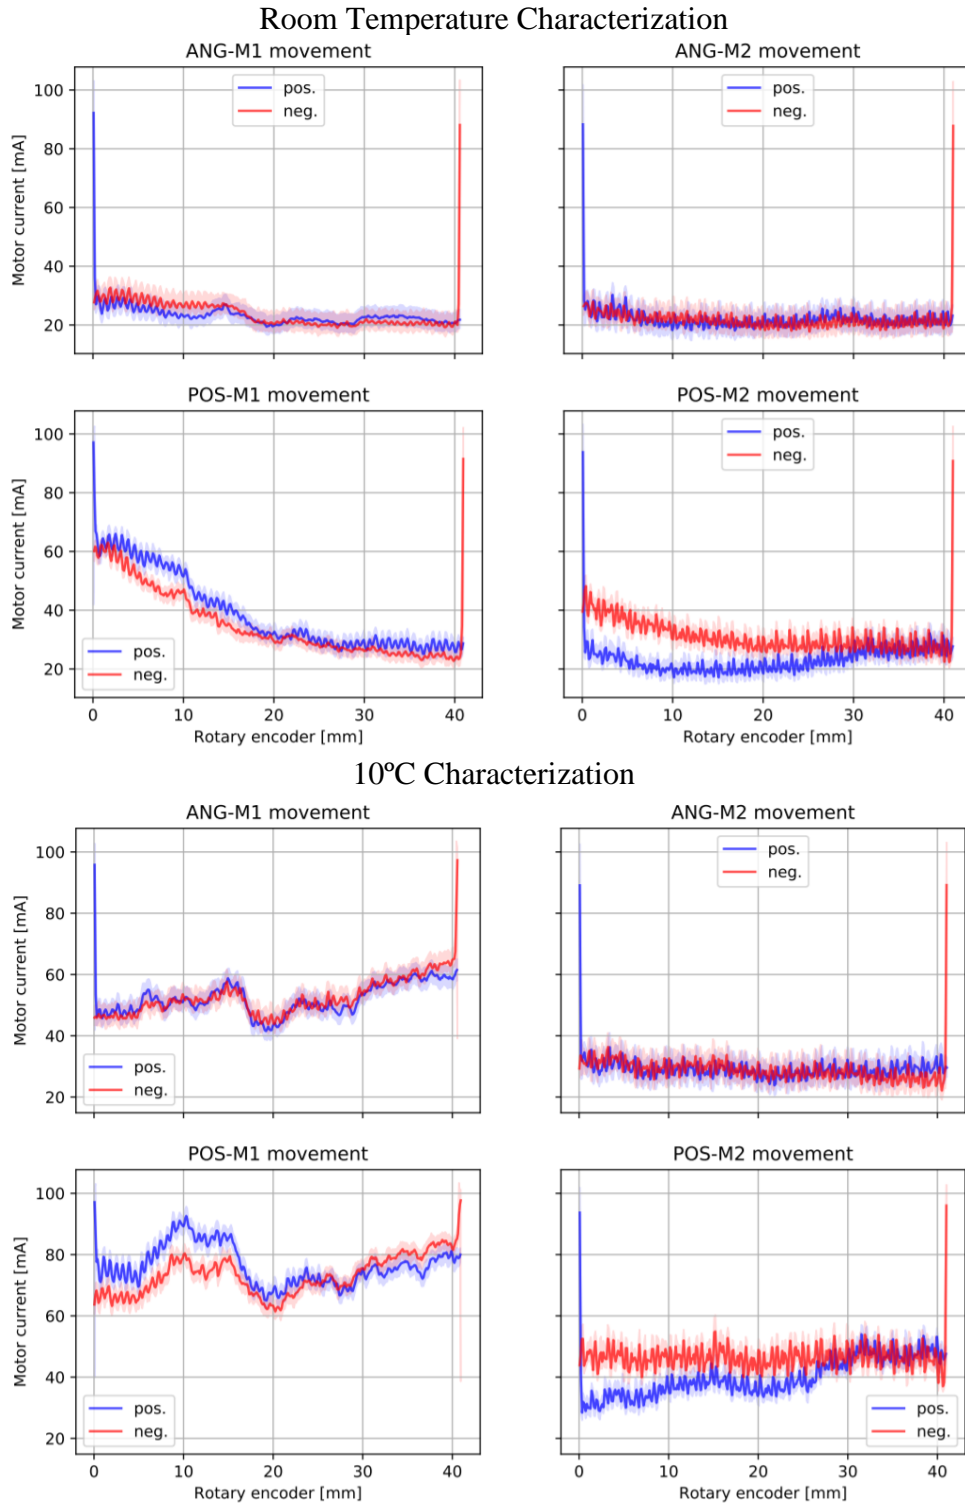 Room Temperature Characterization
ANG-M1 movement
ANG-M2 movement
Motor current [mA]
100
80
60
40
20
pos.
neg.
pos.
neg.
POS-M1 movement
POS-M2 movement
Motor current [mA]
100
80
60
40
20
pos.
neg.
pos.
neg.
0 10 20 30 40
0 10 20 30 40
Rotary encoder [mm]
Rotary encoder [mm]
10ºC Characterization
ANG-M1 movement
ANG-M2 movement
Motor current [mA]
100
80
60
40
20
pos.
neg.
pos.
neg.
POS-M1 movement
POS-M2 movement
Motor current [mA]
100
80
60
40
20
pos.
neg.
pos.
neg.
0 10 20 30 40
0 10 20 30 40
Rotary encoder [mm]
Rotary encoder [mm]